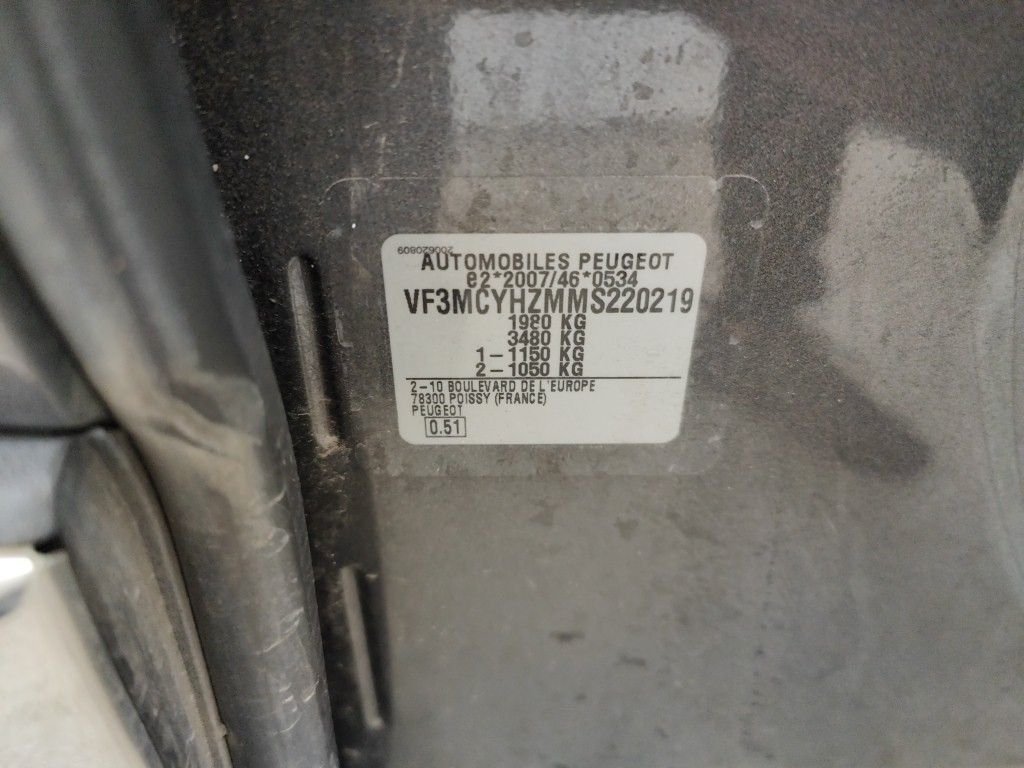 200620809
AUTOMOBILES PEUGEOT
e2*2007/46*0534
VF3MCYHZMMS220219
1980 KG
3480 KG
1-1150 KG
2-1050 KG
2-10 BOULEVARD DE L'EUROPE
78300 POISSY (FRANCE)
PEUGEOT
0.51